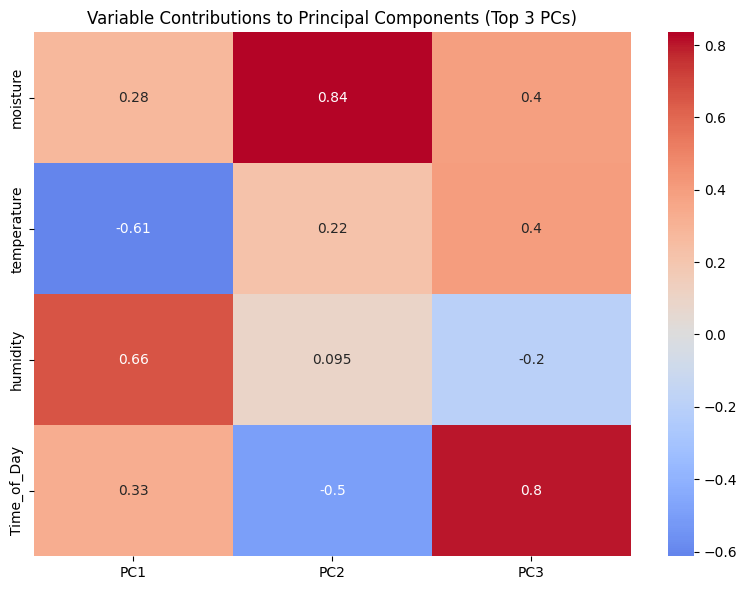 Variable Contributions to Principal Components (Top 3 PCs)
moisture
0.28
0.84
0.4
temperature
-0.61
0.22
0.4
humidity
0.66
0.095
-0.2
Time_of_Day
0.33
-0.5
0.8
PC1
PC2
PC3
0.8
0.6
0.4
0.2
0.0
−0.2
−0.4
−0.6